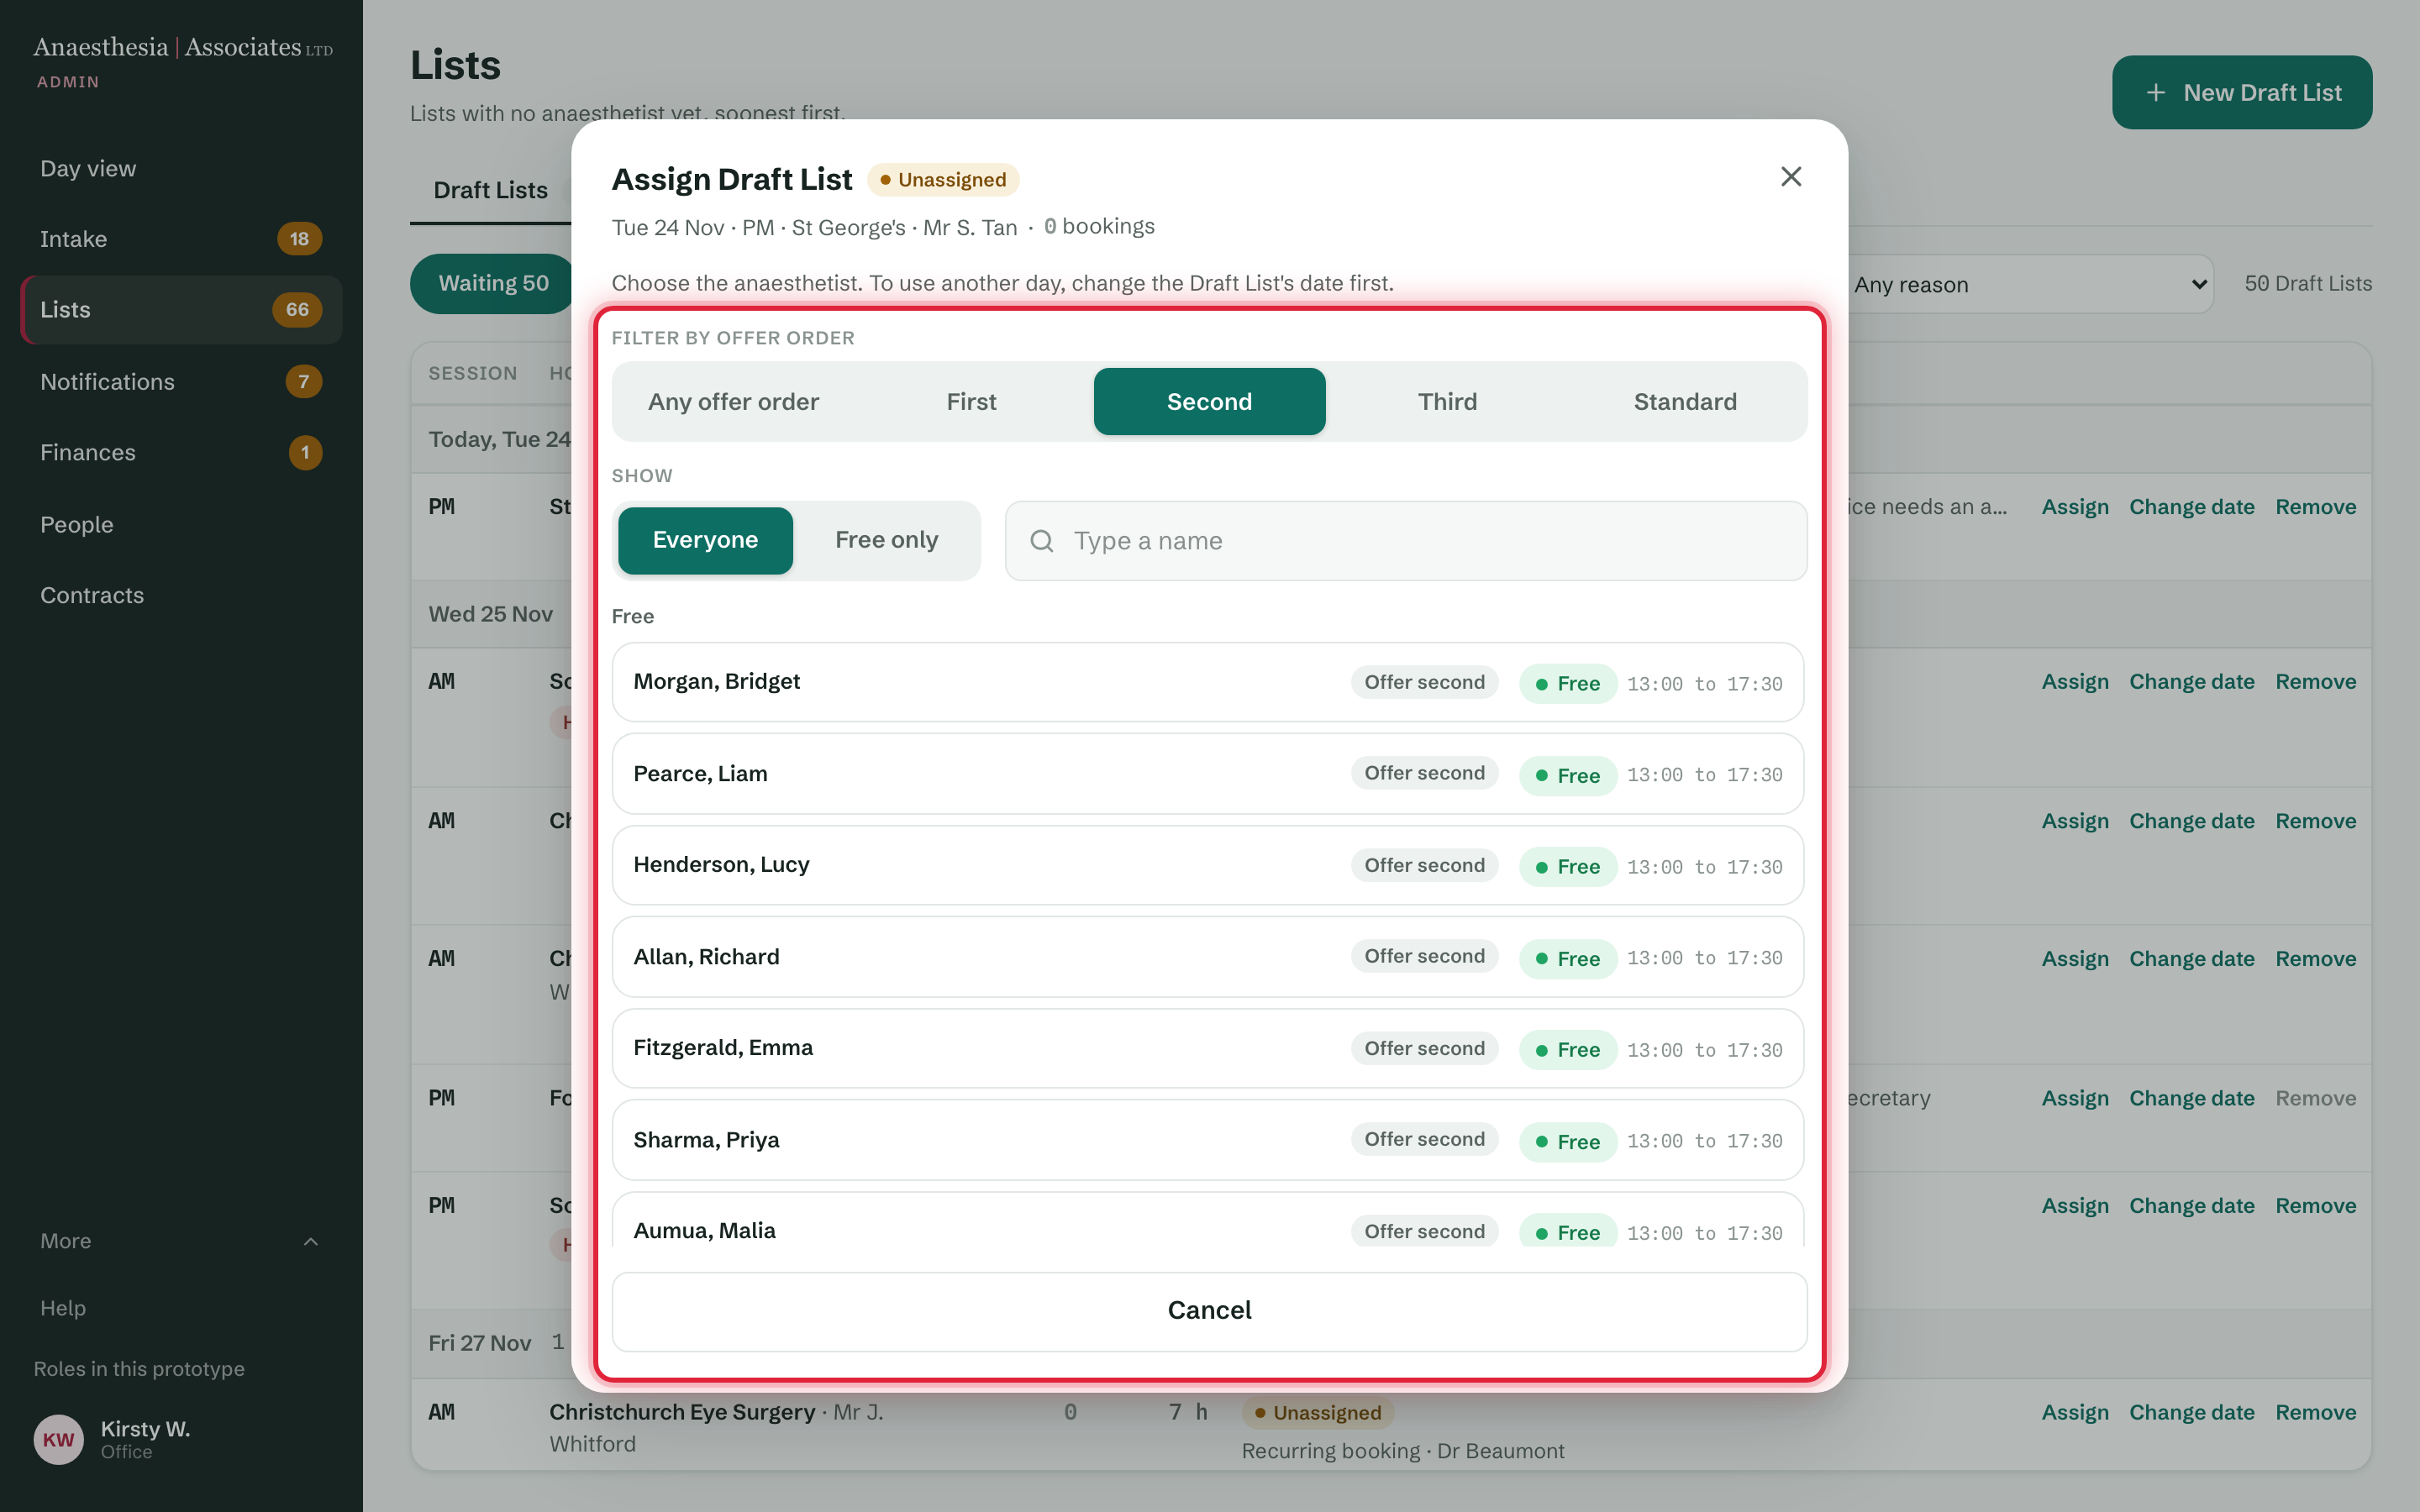 Anaesthesia | Associates LTD
ADMIN
Day view
Intake 18
Lists 66
Notifications 7
Finances 1
People
Contracts
More
Help
Roles in this prototype
KW
Kirsty W.
Office
Lists
Lists with no anaesthetist yet, soonest first.
+ New Draft List
Draft Lists
Waiting 50
Any reason
50 Draft Lists
SESSION
Today, Tue 24
PM
Assign Change date Remove
Wed 25 Nov
AM
Assign Change date Remove
AM
Assign Change date Remove
AM
Assign Change date Remove
PM
Assign Change date Remove
PM
Assign Change date Remove
Fri 27 Nov 1
AM Christchurch Eye Surgery · Mr J. 0 7 h Unassigned Assign Change date Remove
Whitford Recurring booking · Dr Beaumont
Assign Draft List Unassigned
Tue 24 Nov · PM · St George's · Mr S. Tan · 0 bookings
Choose the anaesthetist. To use another day, change the Draft List's date first.
FILTER BY OFFER ORDER
Any offer order First Second Third Standard
SHOW
Everyone Free only Type a name
Free
Morgan, Bridget Offer second Free 13:00 to 17:30
Pearce, Liam Offer second Free 13:00 to 17:30
Henderson, Lucy Offer second Free 13:00 to 17:30
Allan, Richard Offer second Free 13:00 to 17:30
Fitzgerald, Emma Offer second Free 13:00 to 17:30
Sharma, Priya Offer second Free 13:00 to 17:30
Aumua, Malia Offer second Free 13:00 to 17:30
Cancel